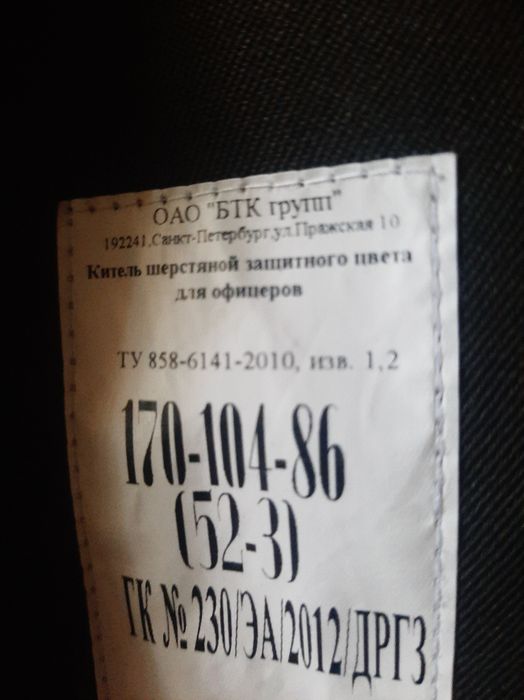 ОАО "БТК групп"
192241,Санкт-Петербург,ул.Пряжская 10
Китель шерстяной защитного цвета
для офицеров
ТУ 858-6141-2010, изв. 1,2
170-104-86
(52-3)
ГК № 230/ЭА/2012/ДРГЗ